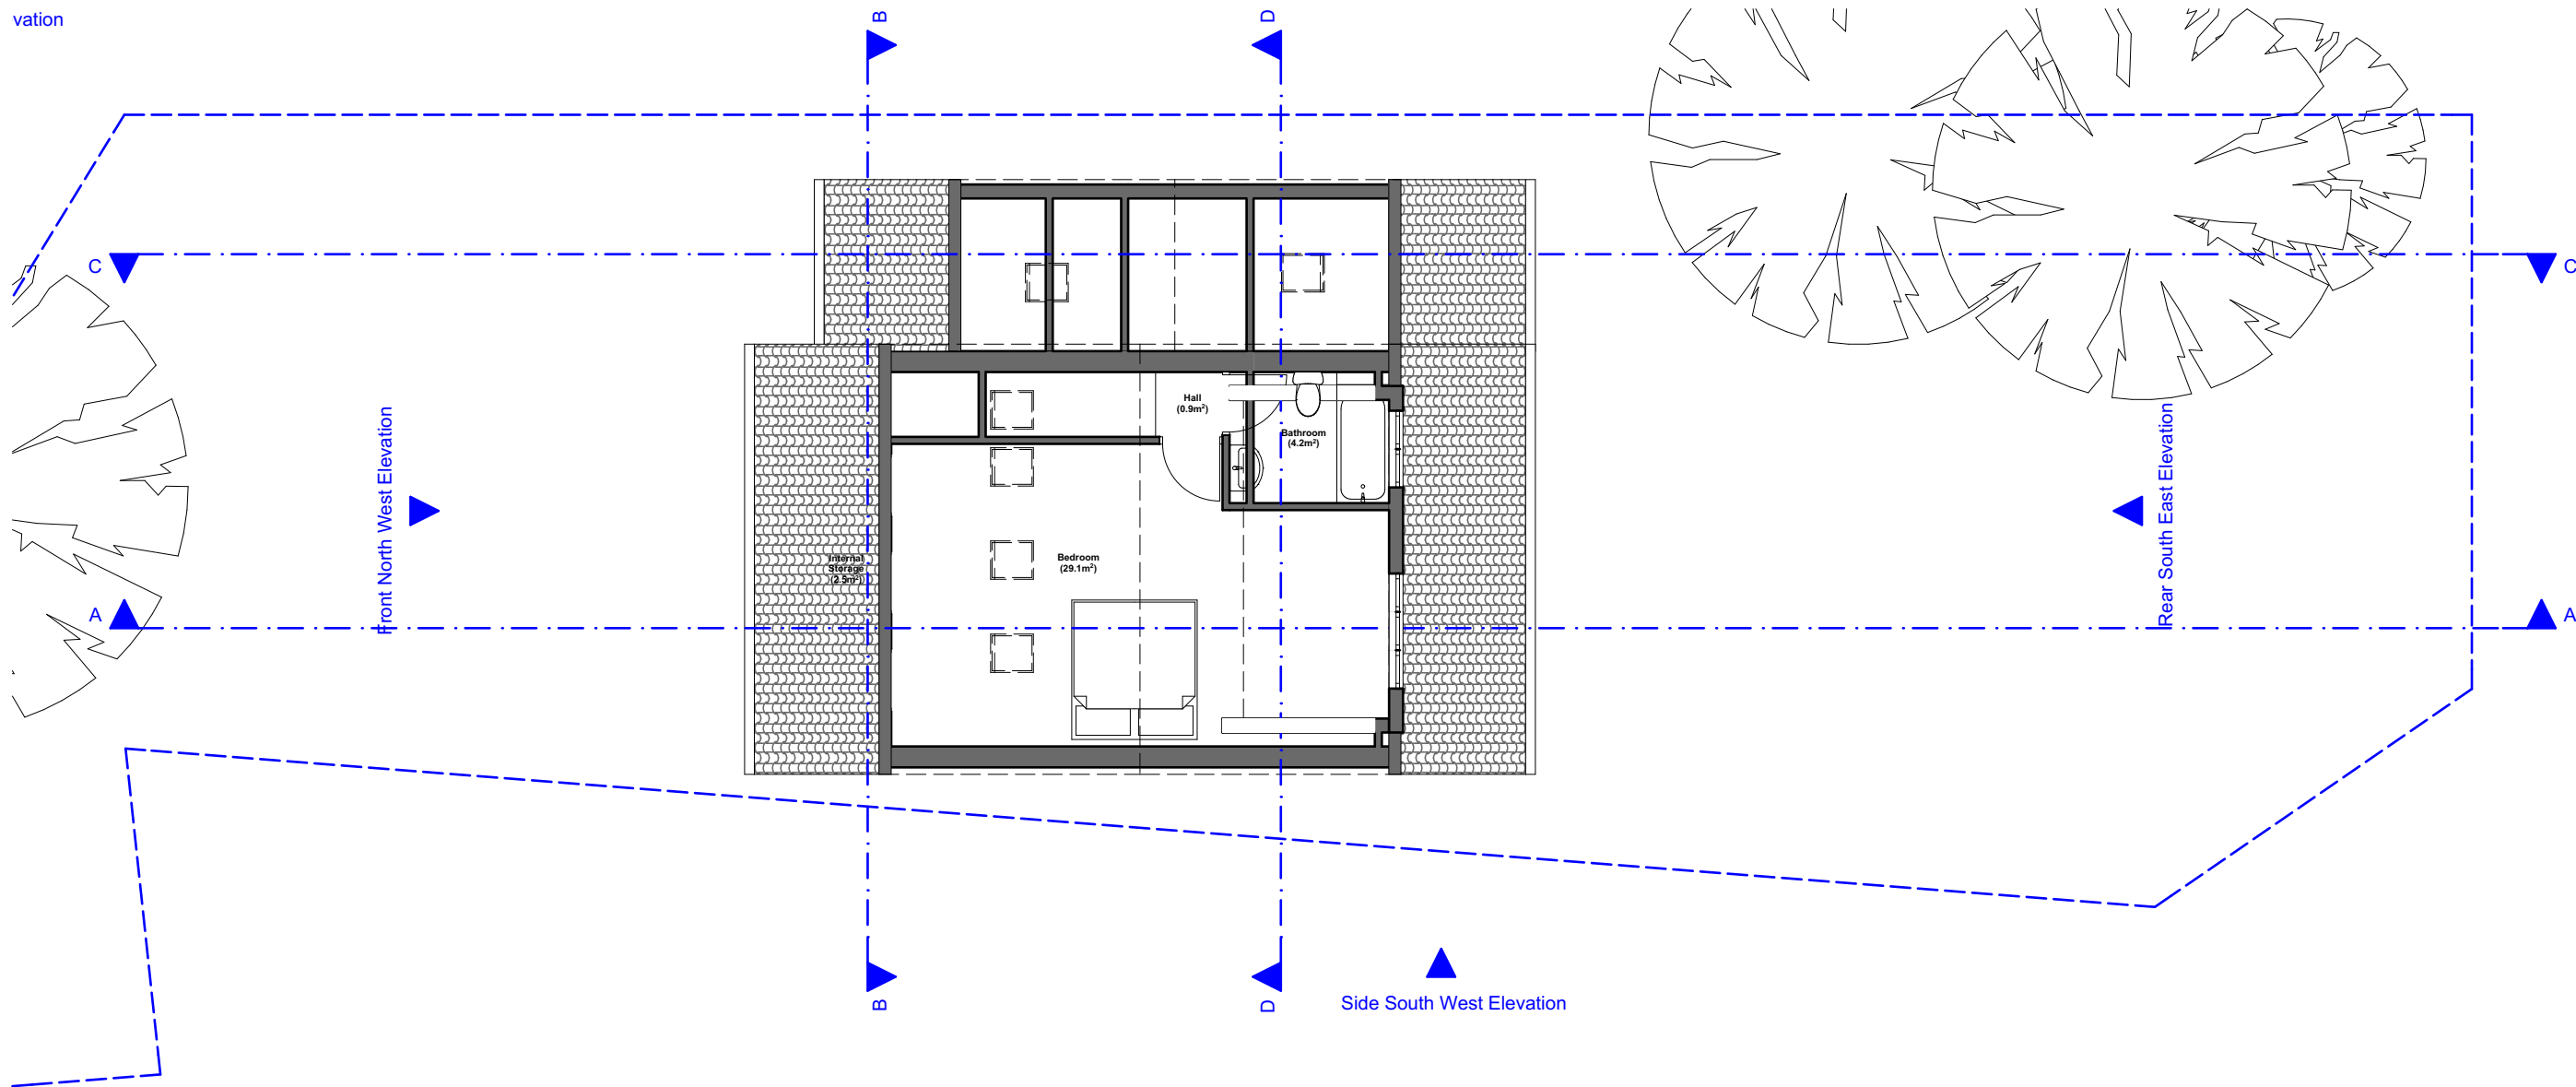 vation
B
D
C
C
Front North West Elevation
Hall
(0.9m²)
Bathroom
(4.2m²)
Rear South East Elevation
Internal
Storage
(2.5m²)
Bedroom
(29.1m²)
A
A
B
D
Side South West Elevation